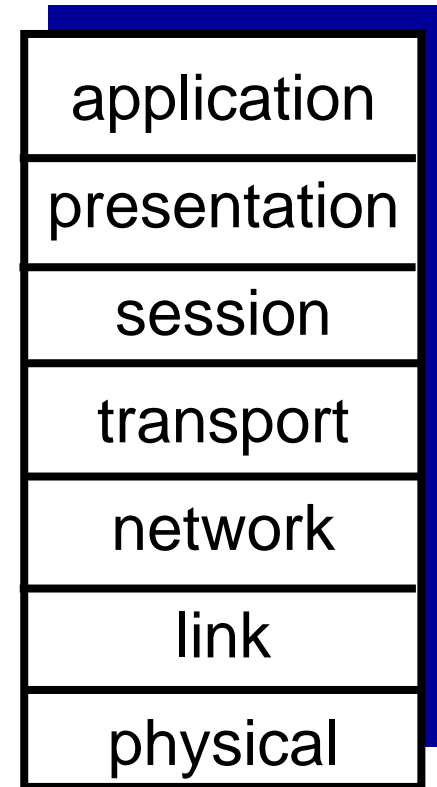 application
presentation
session
transport
network
link
physical